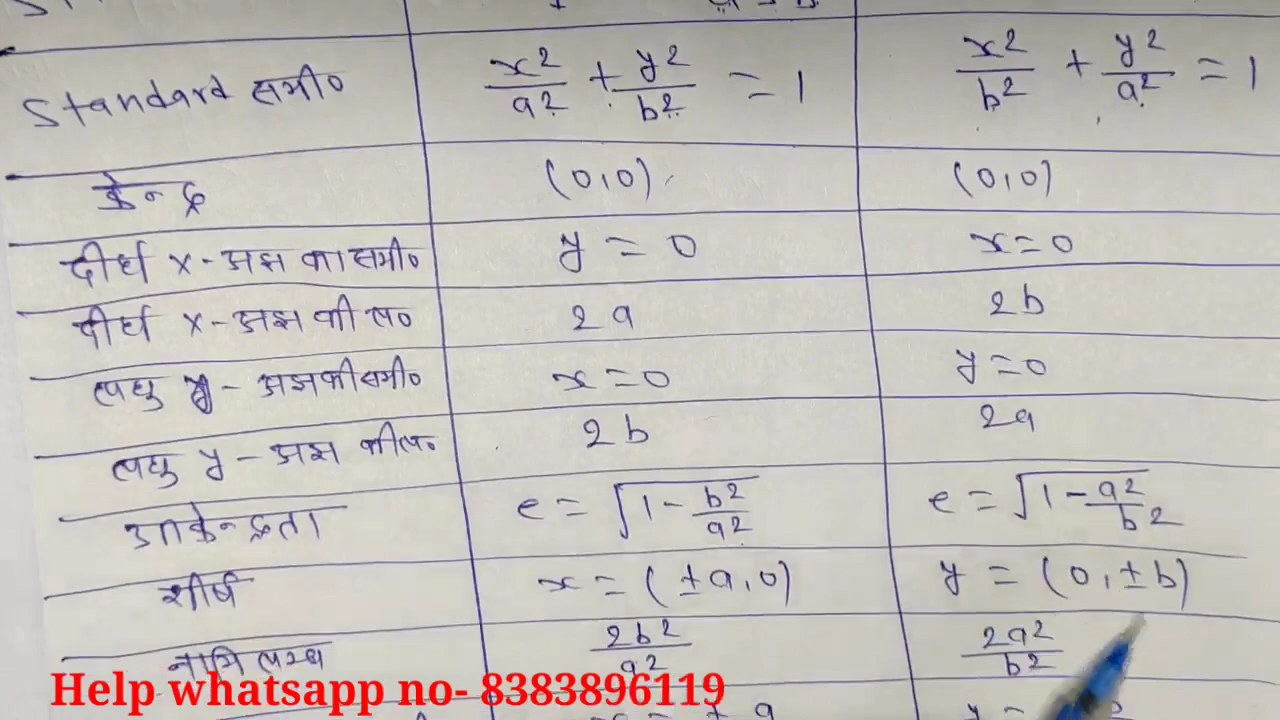 Standard समी० x²/a² + y²/b² = 1 x²/b² + y²/a² = 1
केन्द्र (0,0) (0,0)
दीर्घ x-अक्ष का समी० y = 0 x=0
दीर्घ x-अक्ष की ल० 2a 2b
लघु y-अक्ष की समी० x=0 y=0
लघु y-अक्ष की ल० 2b 2a
उत्केन्द्रता e = √1-b²/a² e = √1-a²/b²
शीर्ष x = (±a,0) y = (0,±b)
नाभि लम्ब 2b²/a² 2a²/b²
Help whatsapp no- 8383896119